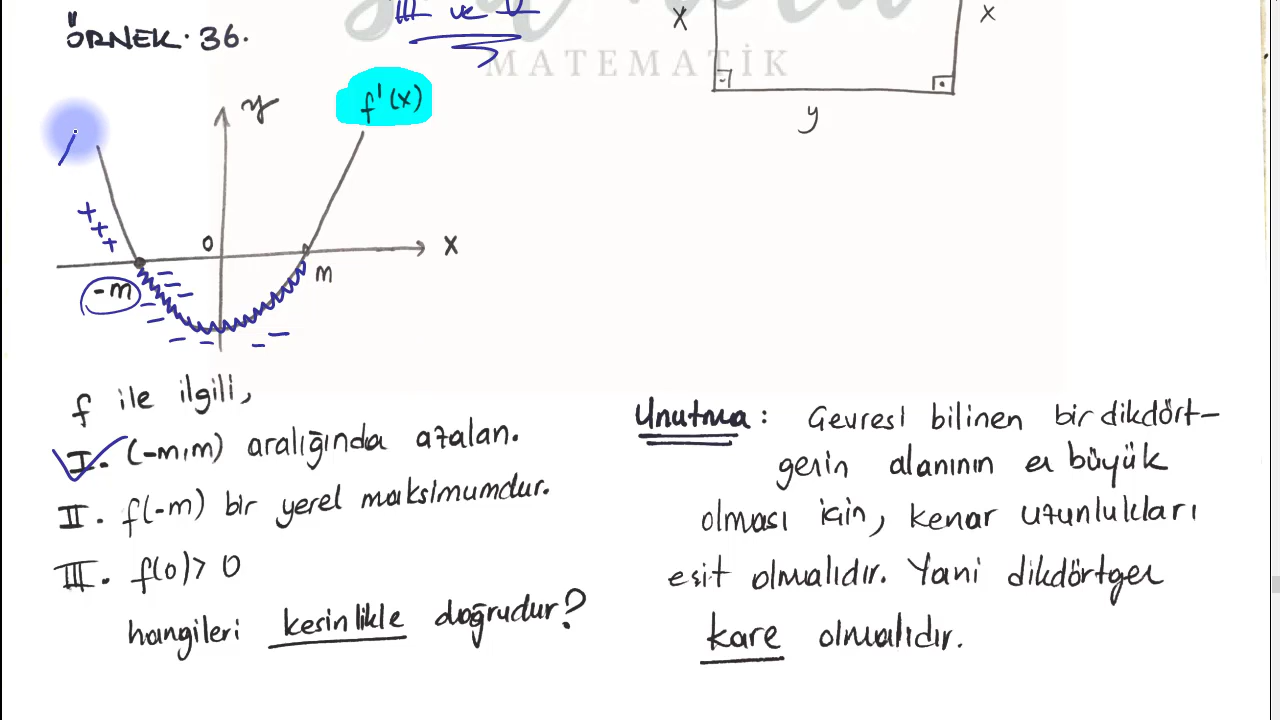 ÖRNEK·36.
III ve V
MATEMATİK
x
x
y
y
f'(x)
+
+
+
0
x
-m
m
f ile ilgili,
I. (-m,m) aralığında azalan.
II. f(-m) bir yerel maksimumdur.
III. f(0)> 0
hangileri kesinlikle doğrudur?
Unutma: Çevresi bilinen bir dikdört-
genin alanının en büyük
olması için, kenar uzunlukları
eşit olmalıdır. Yani dikdörtgen
kare olmalıdır.